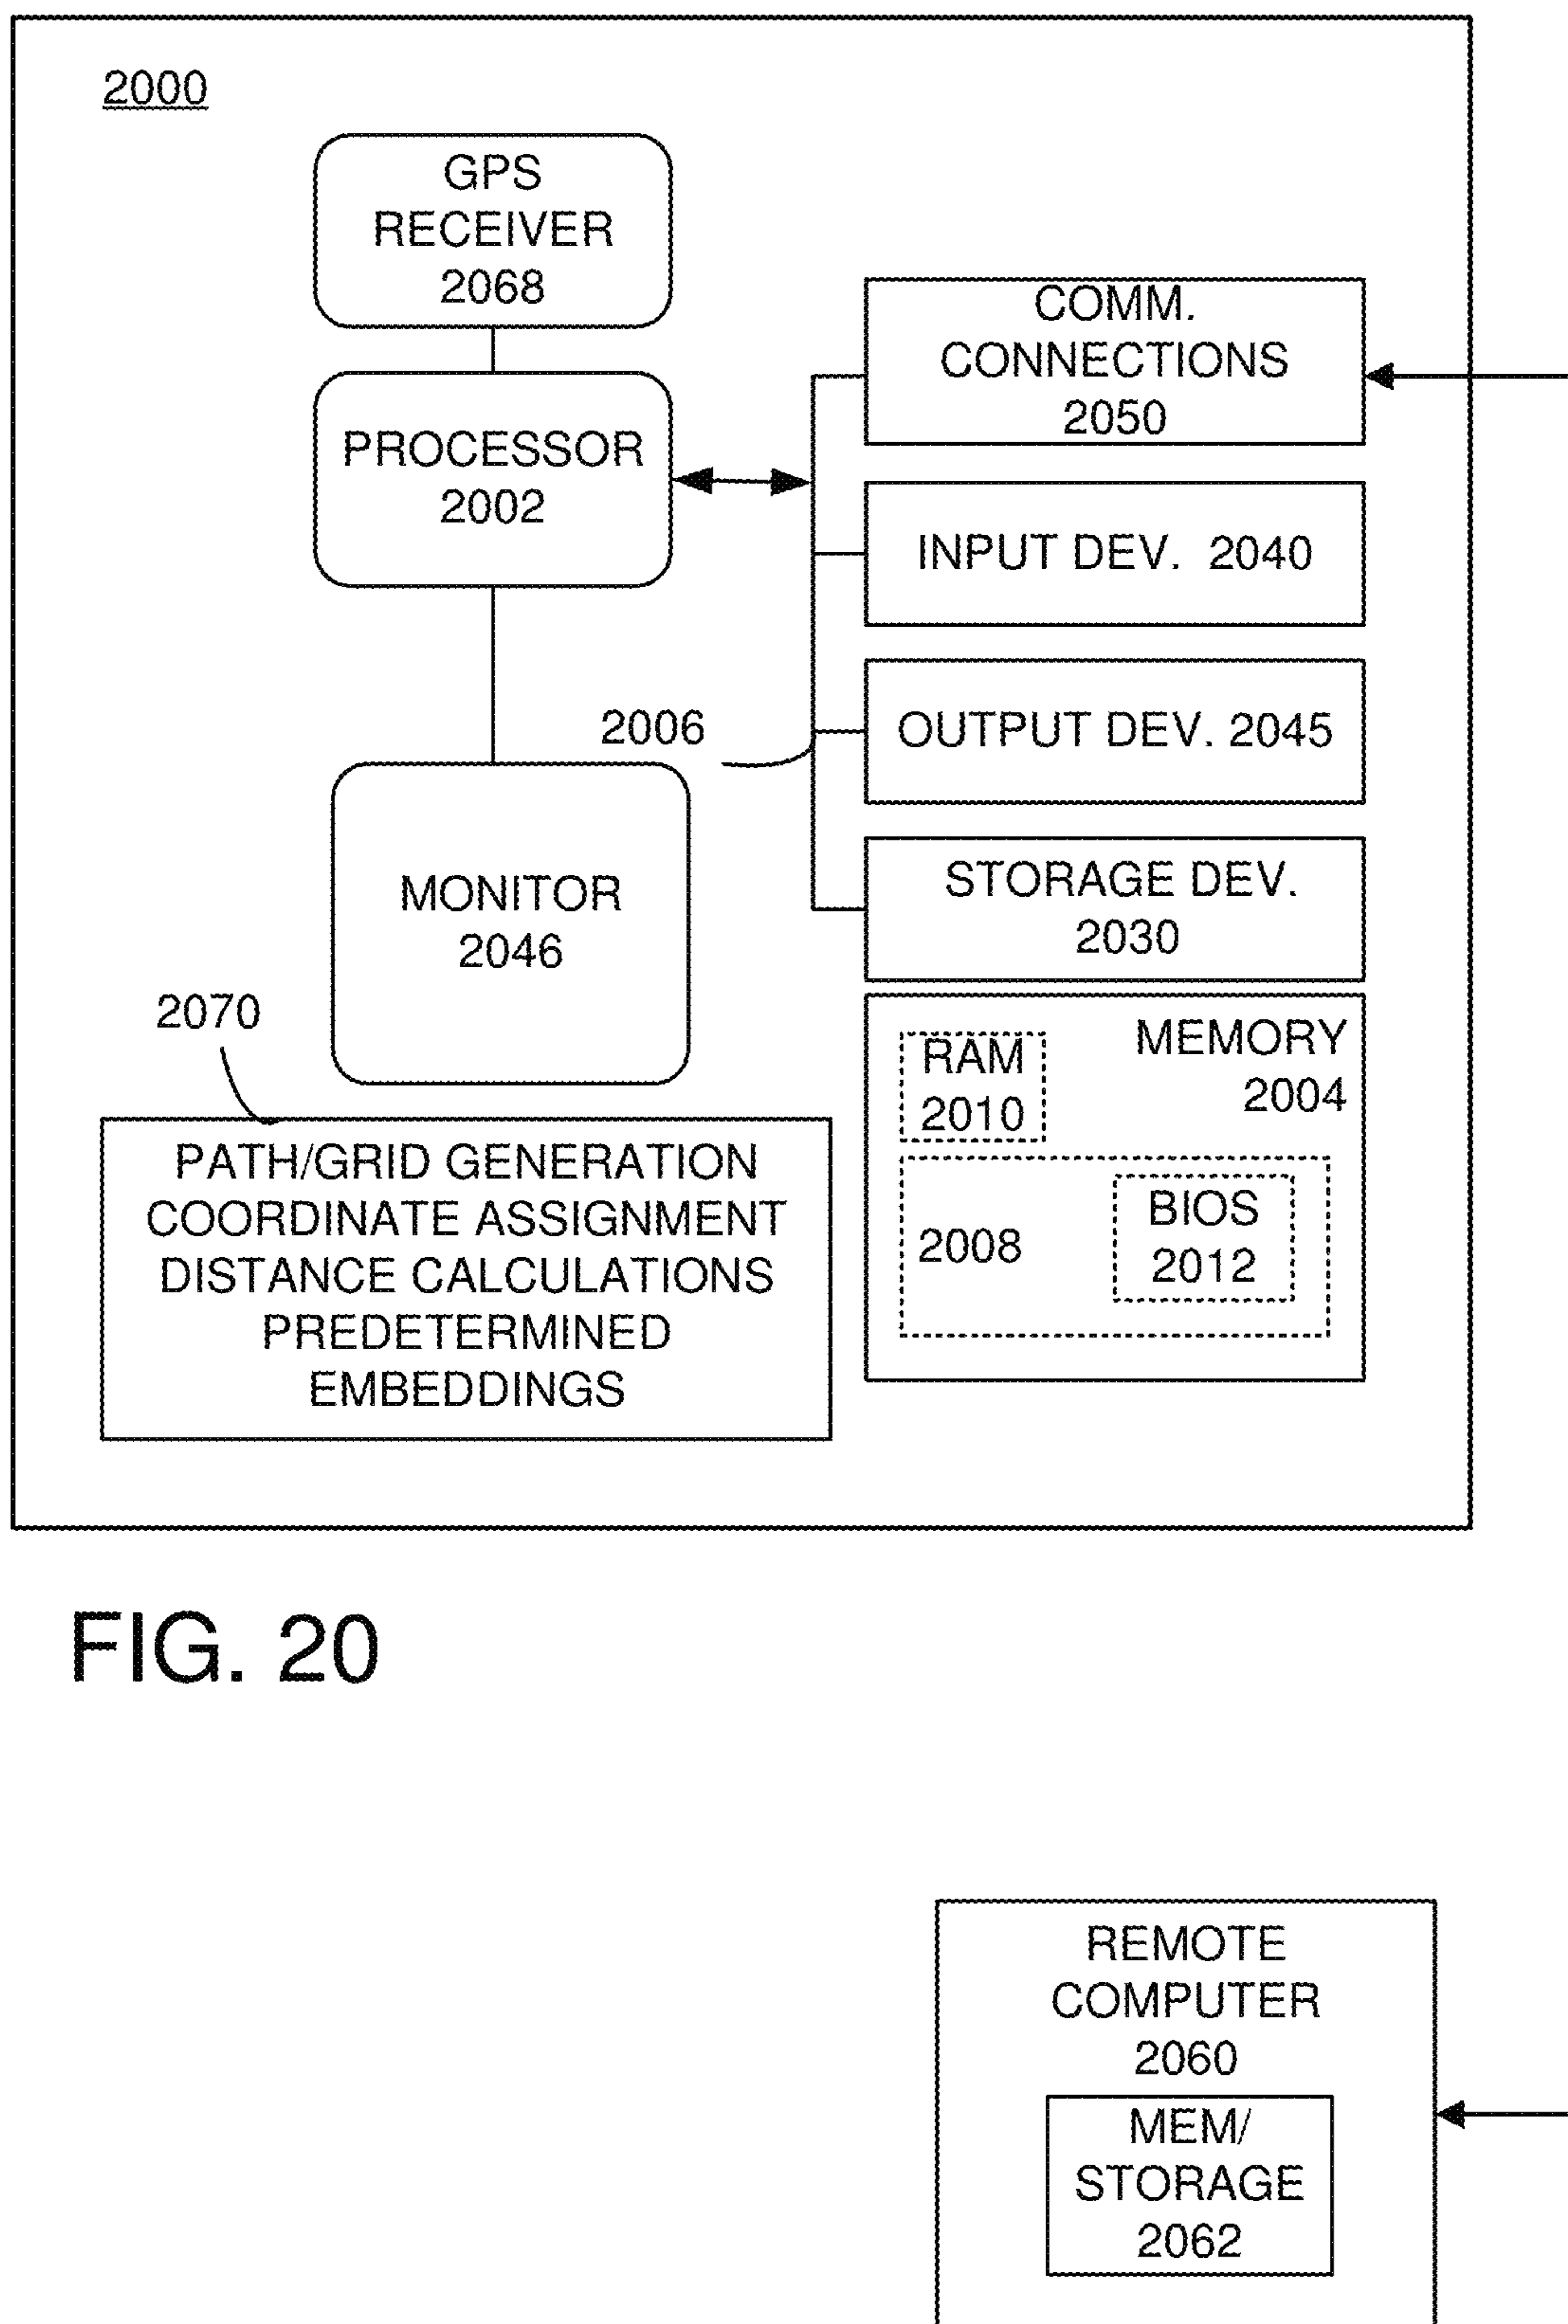 2000
GPS
RECEIVER
2068
PROCESSOR
2002
COMM.
CONNECTIONS
2050
INPUT DEV. 2040
OUTPUT DEV. 2045
2006
STORAGE DEV.
2030
MONITOR
2046
MEMORY
2004
RAM
2010
2008
BIOS
2012
2070
PATH/GRID GENERATION
COORDINATE ASSIGNMENT
DISTANCE CALCULATIONS
PREDETERMINED
EMBEDDINGS
FIG. 20
REMOTE
COMPUTER
2060
MEM/
STORAGE
2062